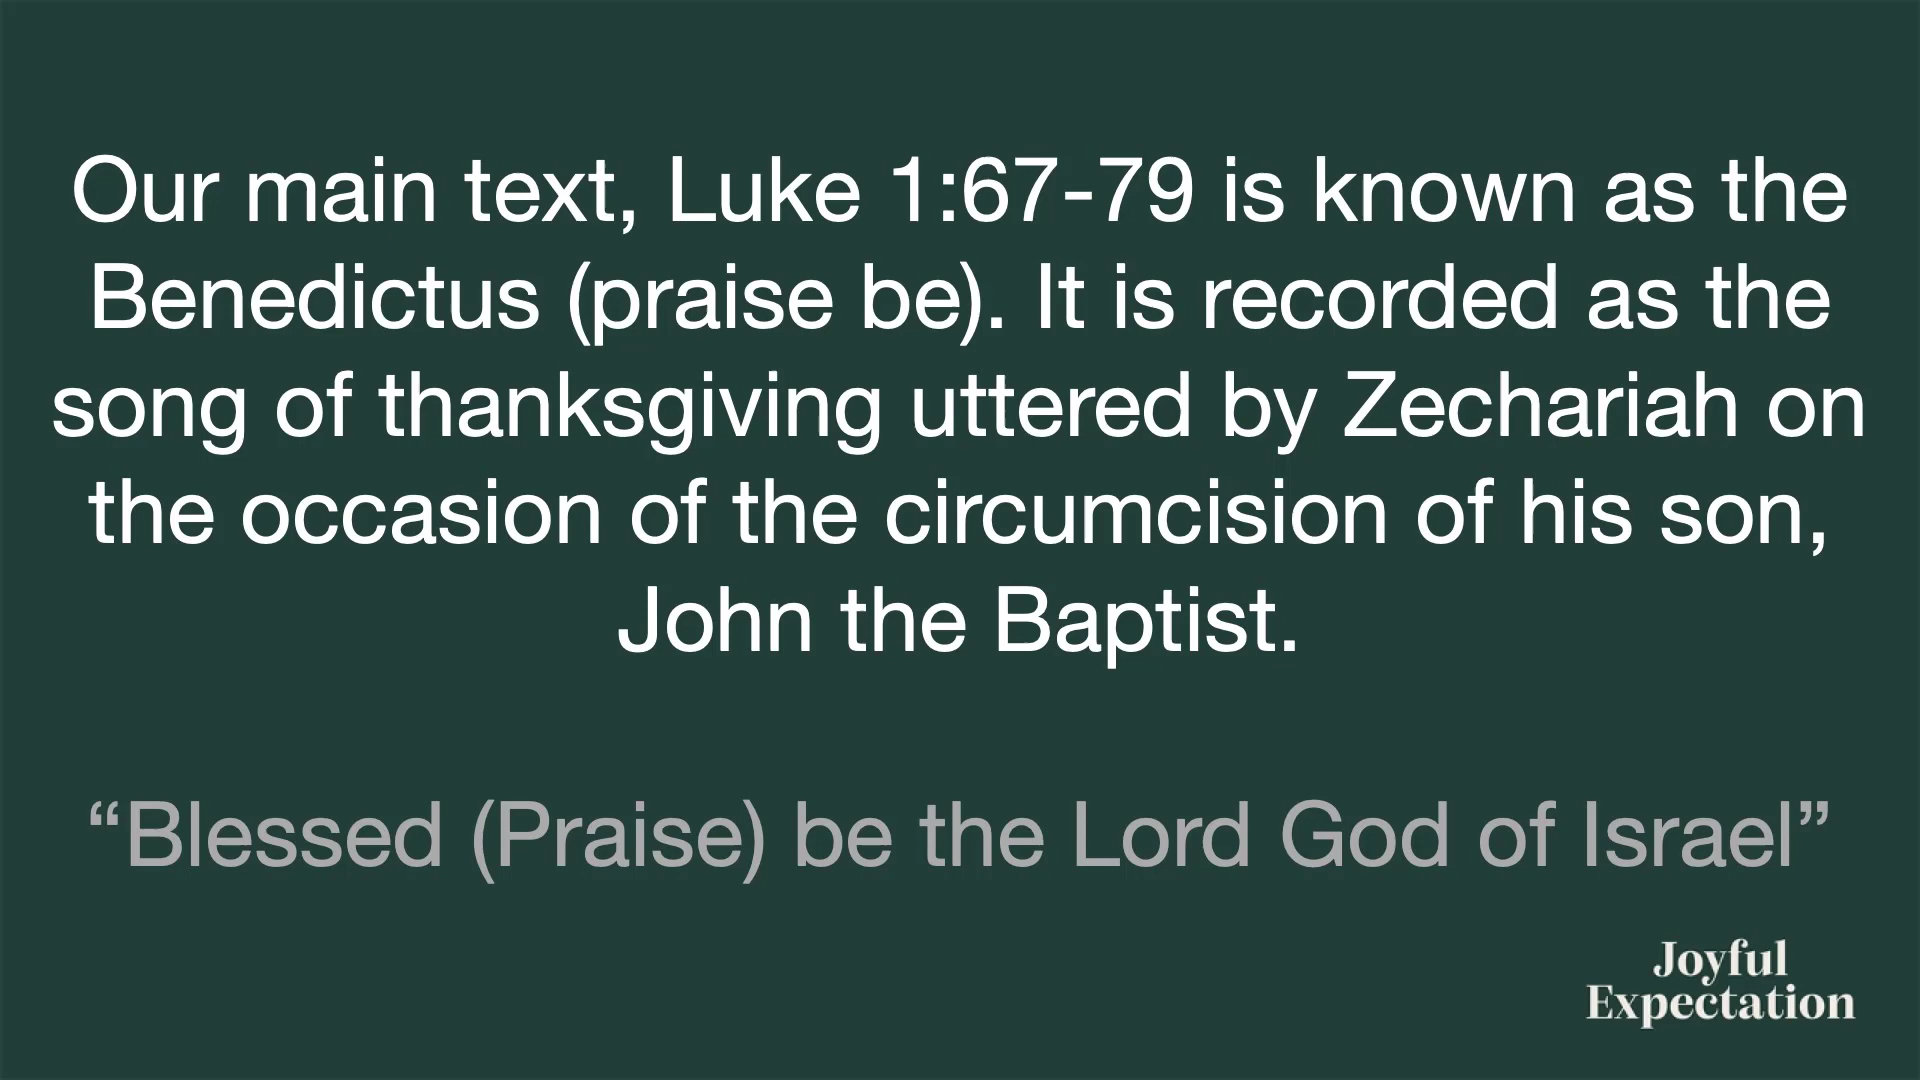 Our main text, Luke 1:67-79 is known as the
Benedictus (praise be). It is recorded as the
song of thanksgiving uttered by Zechariah on
the occasion of the circumcision of his son,
John the Baptist.
“Blessed (Praise) be the Lord God of Israel”
Joyful
Expectation